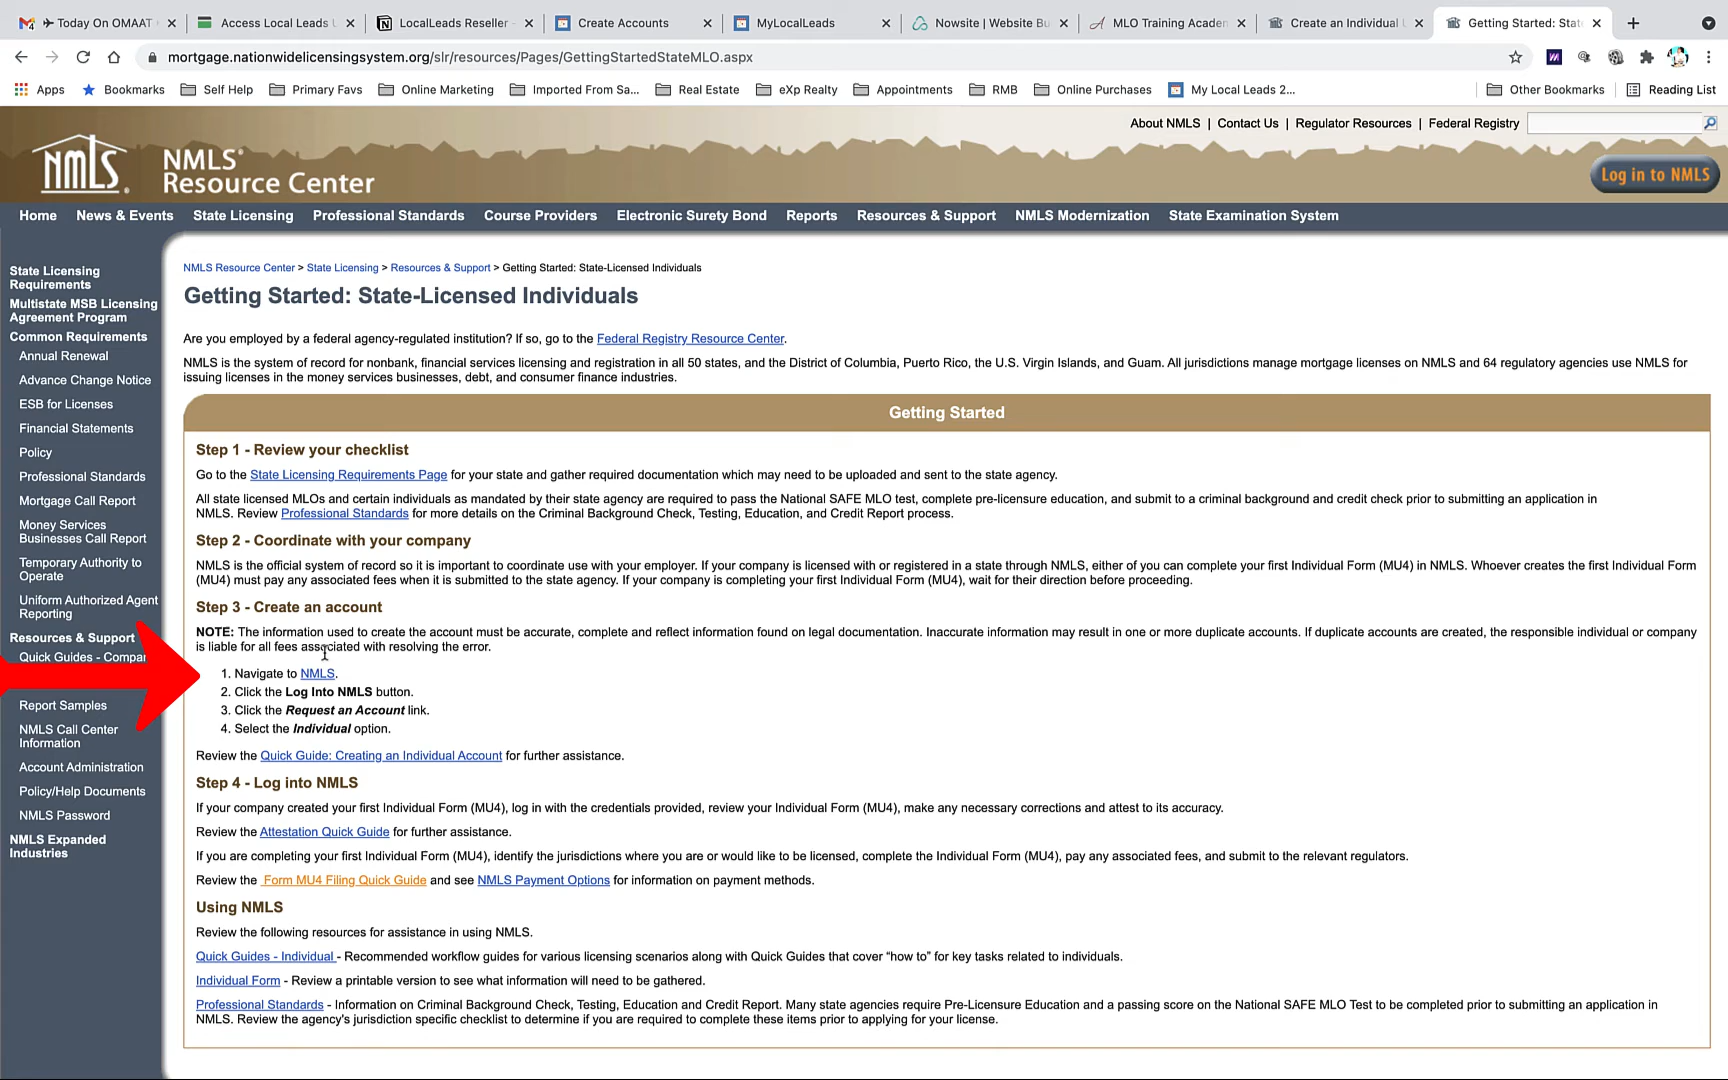 Today On OMAAT
Access Local Leads
LocalLeads Reseller
Create Accounts
MyLocalLeads
Nowsite | Website Bu
MLO Training Academ
Create an Individual
Getting Started: State
mortgage.nationwidelicensingsystem.org/slr/resources/Pages/GettingStartedStateMLO.aspx
Apps Bookmarks Self Help Primary Favs Online Marketing Imported From Sa... Real Estate eXp Realty Appointments RMB Online Purchases My Local Leads 2... Other Bookmarks Reading List
About NMLS | Contact Us | Regulator Resources | Federal Registry
nmls
NMLS®
Resource Center
Log in to NMLS
Home News & Events State Licensing Professional Standards Course Providers Electronic Surety Bond Reports Resources & Support NMLS Modernization State Examination System
State Licensing
Requirements
Multistate MSB Licensing
Agreement Program
Common Requirements
Annual Renewal
Advance Change Notice
ESB for Licenses
Financial Statements
Policy
Professional Standards
Mortgage Call Report
Money Services
Businesses Call Report
Temporary Authority to
Operate
Uniform Authorized Agent
Reporting
Resources & Support
Quick Guides - Compan
Report Samples
NMLS Call Center
Information
Account Administration
Policy/Help Documents
NMLS Password
NMLS Expanded
Industries
NMLS Resource Center > State Licensing > Resources & Support > Getting Started: State-Licensed Individuals
Getting Started: State-Licensed Individuals
Are you employed by a federal agency-regulated institution? If so, go to the Federal Registry Resource Center.
NMLS is the system of record for nonbank, financial services licensing and registration in all 50 states, and the District of Columbia, Puerto Rico, the U.S. Virgin Islands, and Guam. All jurisdictions manage mortgage licenses on NMLS and 64 regulatory agencies use NMLS for
issuing licenses in the money services businesses, debt, and consumer finance industries.
Getting Started
Step 1 - Review your checklist
Go to the State Licensing Requirements Page for your state and gather required documentation which may need to be uploaded and sent to the state agency.
All state licensed MLOs and certain individuals as mandated by their state agency are required to pass the National SAFE MLO test, complete pre-licensure education, and submit to a criminal background and credit check prior to submitting an application in
NMLS. Review Professional Standards for more details on the Criminal Background Check, Testing, Education, and Credit Report process.
Step 2 - Coordinate with your company
NMLS is the official system of record so it is important to coordinate use with your employer. If your company is licensed with or registered in a state through NMLS, either of you can complete your first Individual Form (MU4) in NMLS. Whoever creates the first Individual Form
(MU4) must pay any associated fees when it is submitted to the state agency. If your company is completing your first Individual Form (MU4), wait for their direction before proceeding.
Step 3 - Create an account
NOTE: The information used to create the account must be accurate, complete and reflect information found on legal documentation. Inaccurate information may result in one or more duplicate accounts. If duplicate accounts are created, the responsible individual or company
is liable for all fees associated with resolving the error.
1. Navigate to NMLS.
2. Click the Log Into NMLS button.
3. Click the Request an Account link.
4. Select the Individual option.
Review the Quick Guide: Creating an Individual Account for further assistance.
Step 4 - Log into NMLS
If your company created your first Individual Form (MU4), log in with the credentials provided, review your Individual Form (MU4), make any necessary corrections and attest to its accuracy.
Review the Attestation Quick Guide for further assistance.
If you are completing your first Individual Form (MU4), identify the jurisdictions where you are or would like to be licensed, complete the Individual Form (MU4), pay any associated fees, and submit to the relevant regulators.
Review the Form MU4 Filing Quick Guide and see NMLS Payment Options for information on payment methods.
Using NMLS
Review the following resources for assistance in using NMLS.
Quick Guides - Individual - Recommended workflow guides for various licensing scenarios along with Quick Guides that cover “how to” for key tasks related to individuals.
Individual Form - Review a printable version to see what information will need to be gathered.
Professional Standards - Information on Criminal Background Check, Testing, Education and Credit Report. Many state agencies require Pre-Licensure Education and a passing score on the National SAFE MLO Test to be completed prior to submitting an application in
NMLS. Review the agency's jurisdiction specific checklist to determine if you are required to complete these items prior to applying for your license.